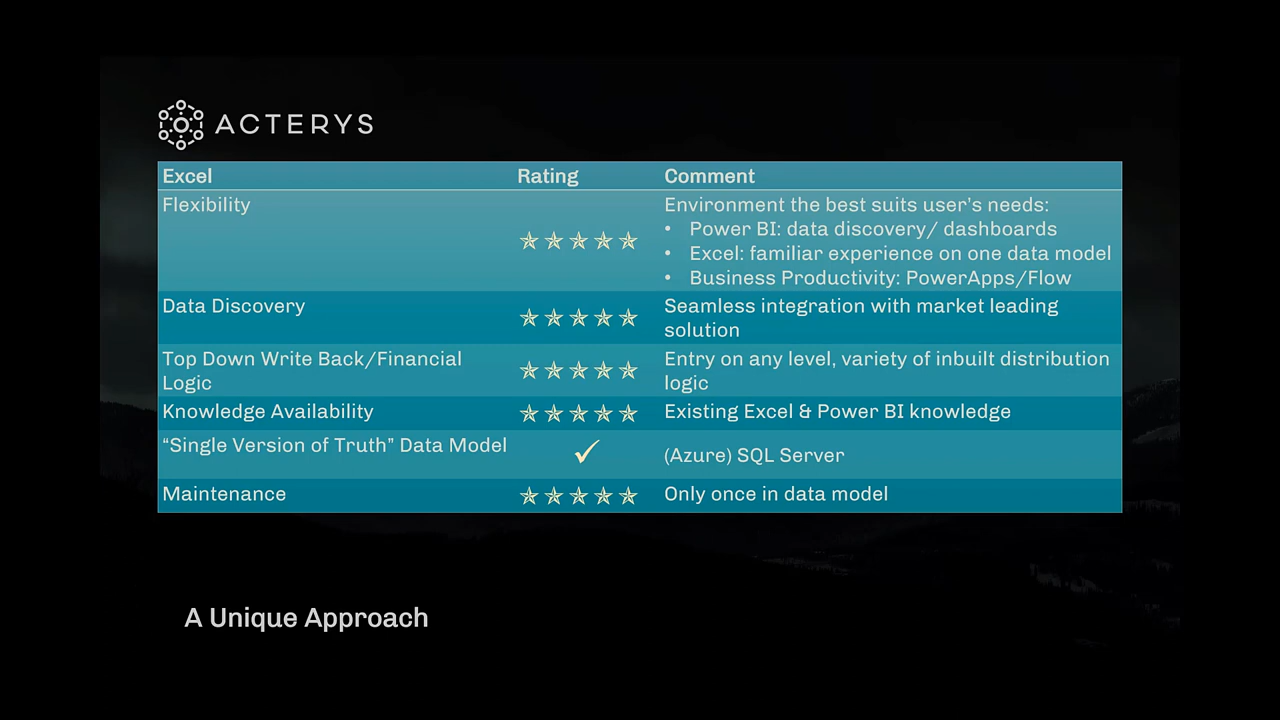 ACTERYS
Excel Rating Comment
Flexibility
Environment the best suits user's needs:
• Power BI: data discovery/ dashboards
• Excel: familiar experience on one data model
• Business Productivity: PowerApps/Flow
Data Discovery
Seamless integration with market leading
solution
Top Down Write Back/Financial
Logic
Entry on any level, variety of inbuilt distribution
logic
Knowledge Availability
Existing Excel & Power BI knowledge
“Single Version of Truth” Data Model
✓
(Azure) SQL Server
Maintenance
Only once in data model
A Unique Approach